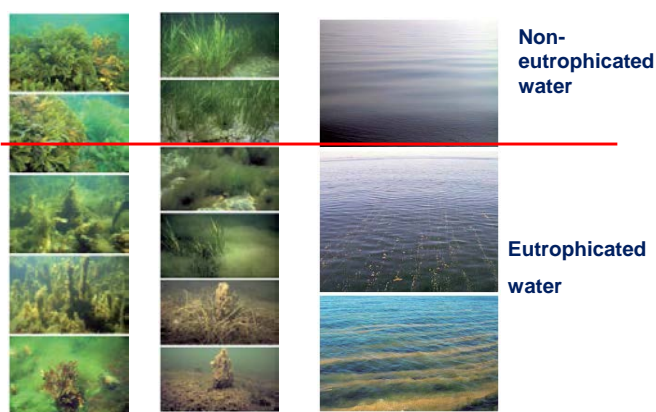 Non-
eutrophicated
water
Eutrophicated
water